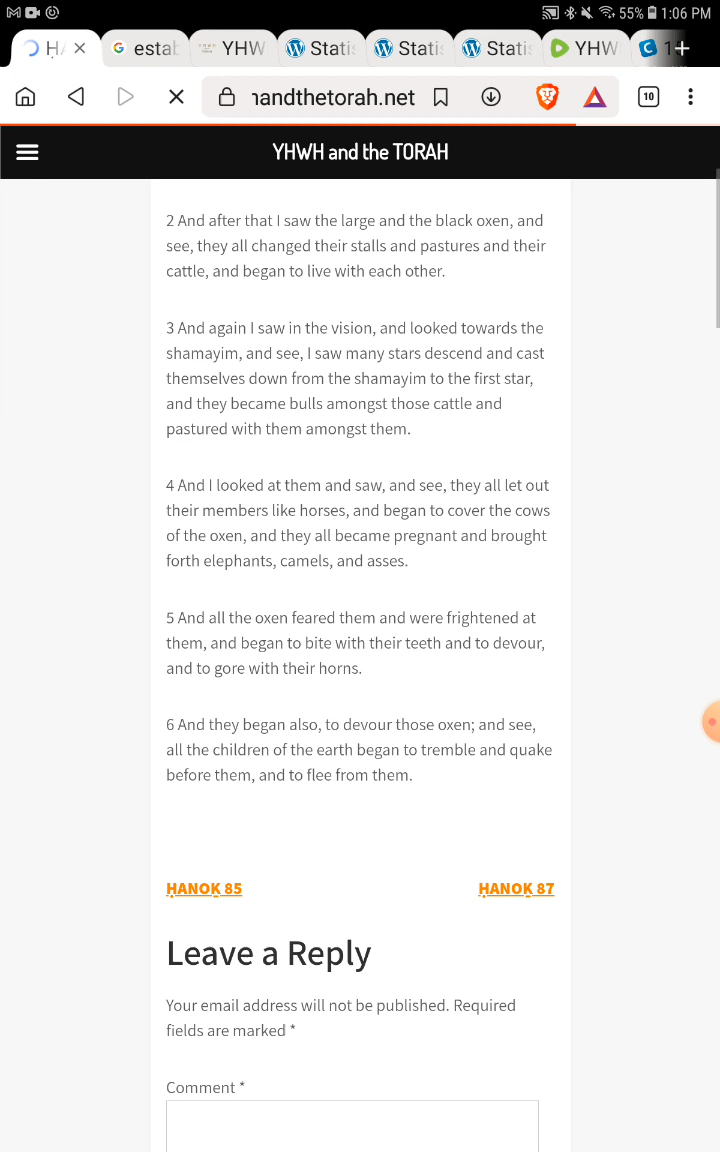 55% 1:06 PM
H estab YHW Statis Statis Statis YHW 1
nandthetorah.net 10
YHWH and the TORAH
2 And after that I saw the large and the black oxen, and
see, they all changed their stalls and pastures and their
cattle, and began to live with each other.
3 And again I saw in the vision, and looked towards the
shamayim, and see, I saw many stars descend and cast
themselves down from the shamayim to the first star,
and they became bulls amongst those cattle and
pastured with them amongst them.
4 And I looked at them and saw, and see, they all let out
their members like horses, and began to cover the cows
of the oxen, and they all became pregnant and brought
forth elephants, camels, and asses.
5 And all the oxen feared them and were frightened at
them, and began to bite with their teeth and to devour,
and to gore with their horns.
6 And they began also, to devour those oxen; and see,
all the children of the earth began to tremble and quake
before them, and to flee from them.
ḤANOḴ 85 ḤANOḴ 87
Leave a Reply
Your email address will not be published. Required
fields are marked *
Comment *